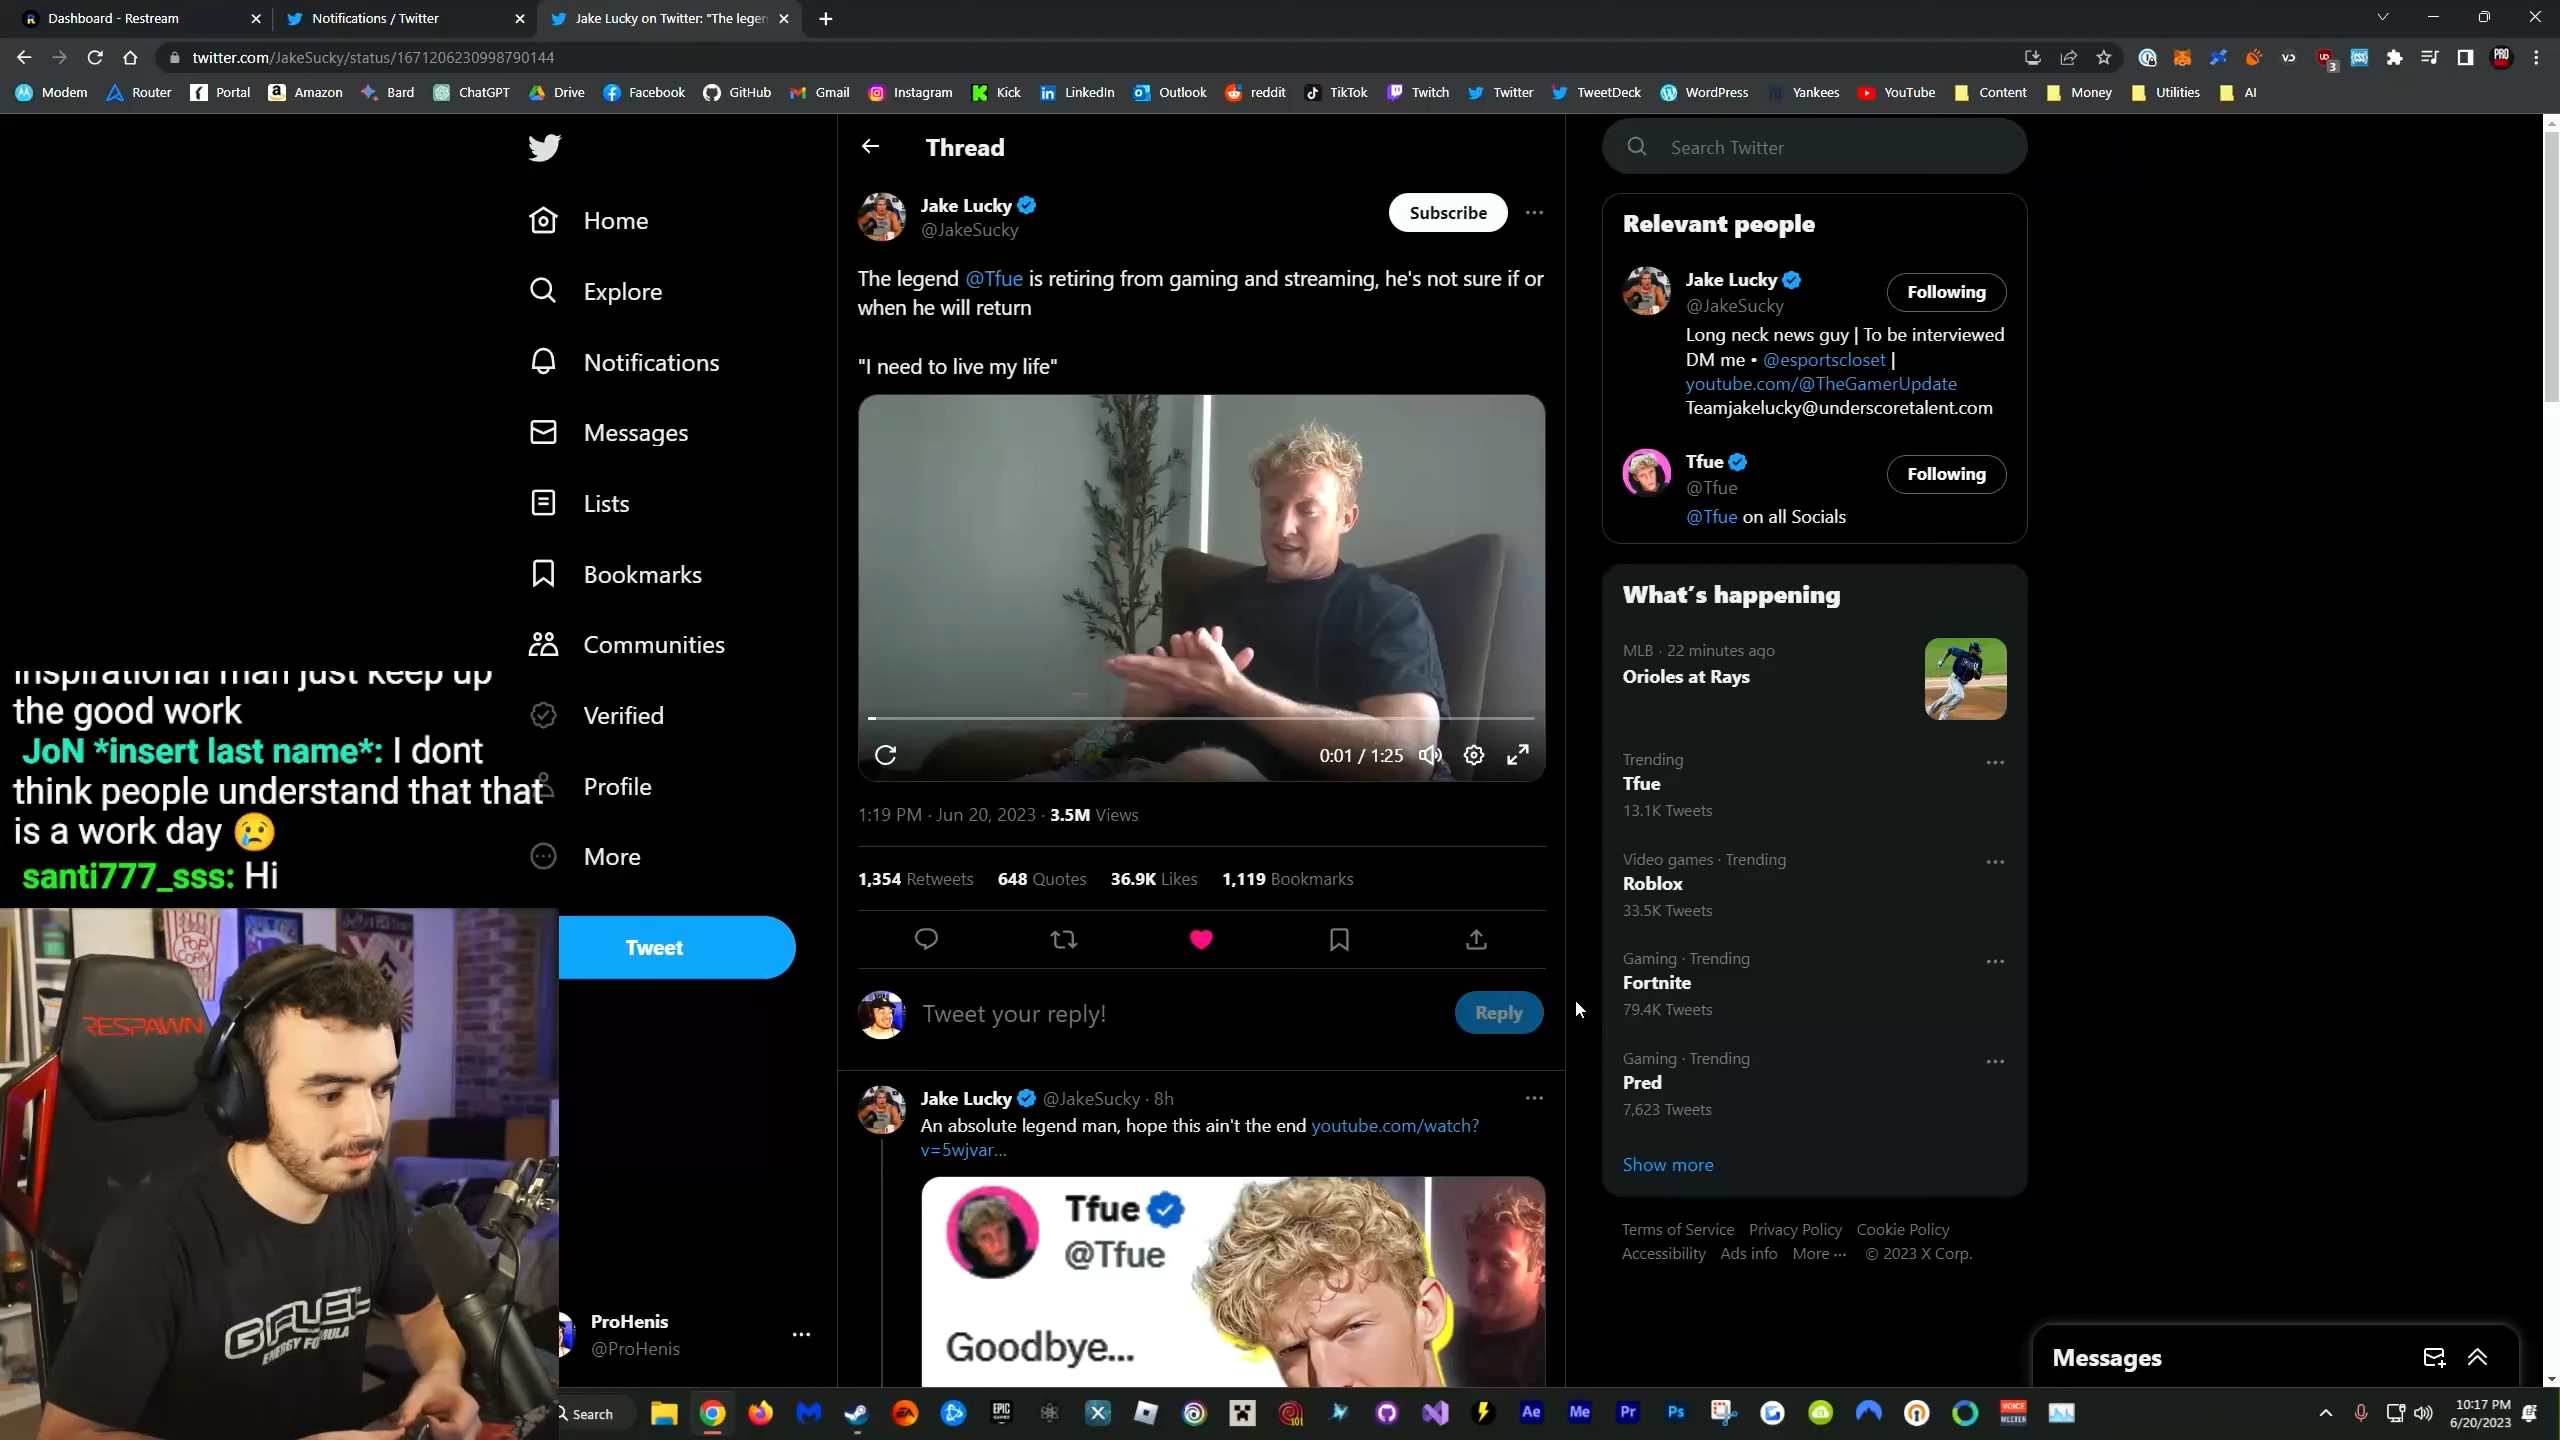 Dashboard - Restream
Notifications / Twitter
Jake Lucky on Twitter: "The legen
twitter.com/JakeSucky/status/1671206230998790144
Modem Router Portal Amazon Bard ChatGPT Drive Facebook GitHub Gmail Instagram Kick LinkedIn Outlook reddit TikTok Twitch Twitter TweetDeck WordPress Yankees YouTube Content Money Utilities AI
Home
Explore
Notifications
Messages
Lists
Bookmarks
Communities
Verified
Profile
More
Tweet
ProHenis
@ProHenis
inspirational man just keep up
the good work
JoN *insert last name*: I dont
think people understand that that
is a work day 😢
santi777_sss: Hi
RESPAWN
POP
CORN
GFUEL
ENERGY FORMULA
Thread
Jake Lucky
@JakeSucky
Subscribe
The legend @Tfue is retiring from gaming and streaming, he's not sure if or
when he will return
"I need to live my life"
0:01 / 1:25
1:19 PM · Jun 20, 2023 · 3.5M Views
1,354 Retweets 648 Quotes 36.9K Likes 1,119 Bookmarks
Tweet your reply!
Reply
Jake Lucky @JakeSucky · 8h
An absolute legend man, hope this ain't the end youtube.com/watch?
v=5wjvar...
Tfue
@Tfue
Goodbye...
Search Twitter
Relevant people
Jake Lucky
@JakeSucky
Following
Long neck news guy | To be interviewed
DM me • @esportscloset |
youtube.com/@TheGamerUpdate
Teamjakelucky@underscoretalent.com
Tfue
@Tfue
Following
@Tfue on all Socials
What's happening
MLB · 22 minutes ago
Orioles at Rays
Trending
Tfue
13.1K Tweets
Video games · Trending
Roblox
33.5K Tweets
Gaming · Trending
Fortnite
79.4K Tweets
Gaming · Trending
Pred
7,623 Tweets
Show more
Terms of Service Privacy Policy Cookie Policy
Accessibility Ads info More ··· © 2023 X Corp.
Messages
Search
10:17 PM
6/20/2023